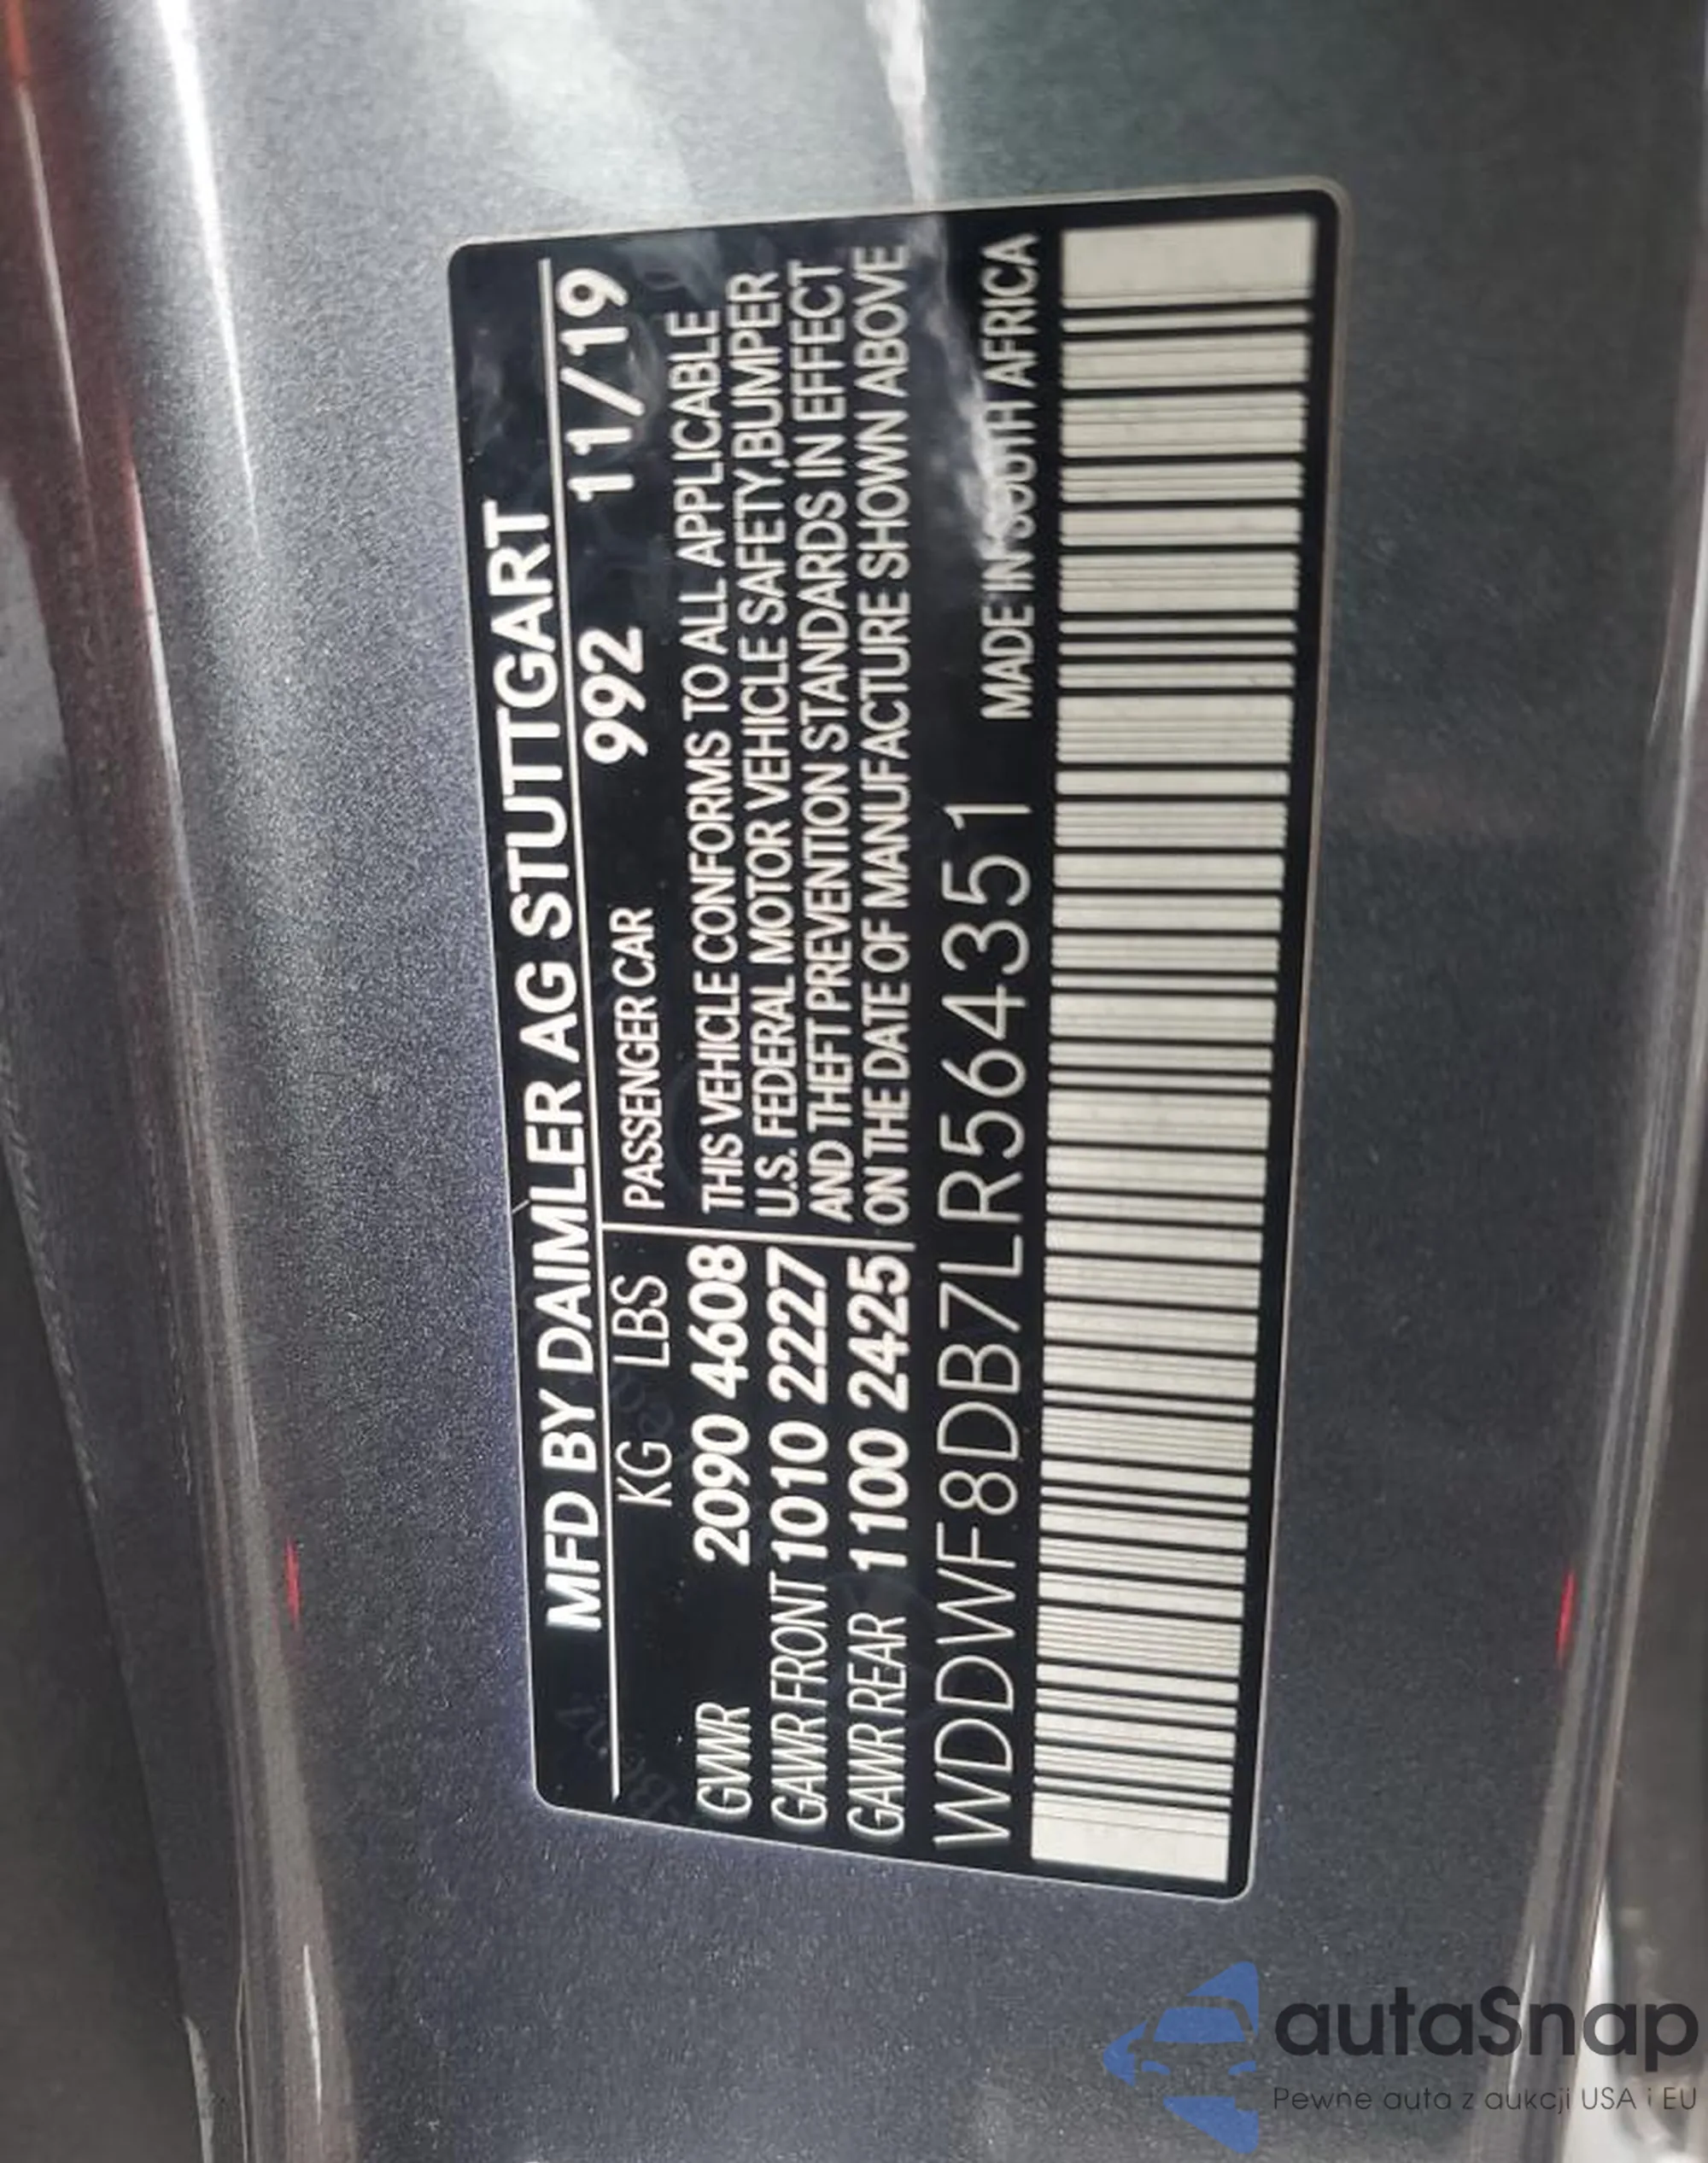 MFD BY DAIMLER AG STUTTGART
KG LBS PASSENGER CAR 992 11/19
GVWR 2090 4608 THIS VEHICLE CONFORMS TO ALL APPLICABLE
GAWR FRONT 1010 2227 U.S. FEDERAL MOTOR VEHICLE SAFETY,BUMPER
AND THEFT PREVENTION STANDARDS IN EFFECT
GAWR REAR 1100 2425 ON THE DATE OF MANUFACTURE SHOWN ABOVE
WDDWF8DB7LR564351 MADE IN SOUTH AFRICA
autaSnap
Pewne auta z aukcji USA i EU